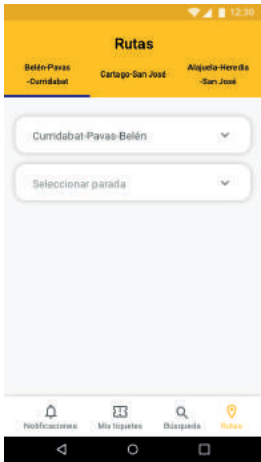 12:30
Rutas
Belén-Pavas
-Curridabat
Cartago-San José
Alajuela-Heredia
-San José
Curridabat-Pavas-Belén
Seleccionar parada
Notificaciones
Mis tiquetes
Búsqueda
Rutas